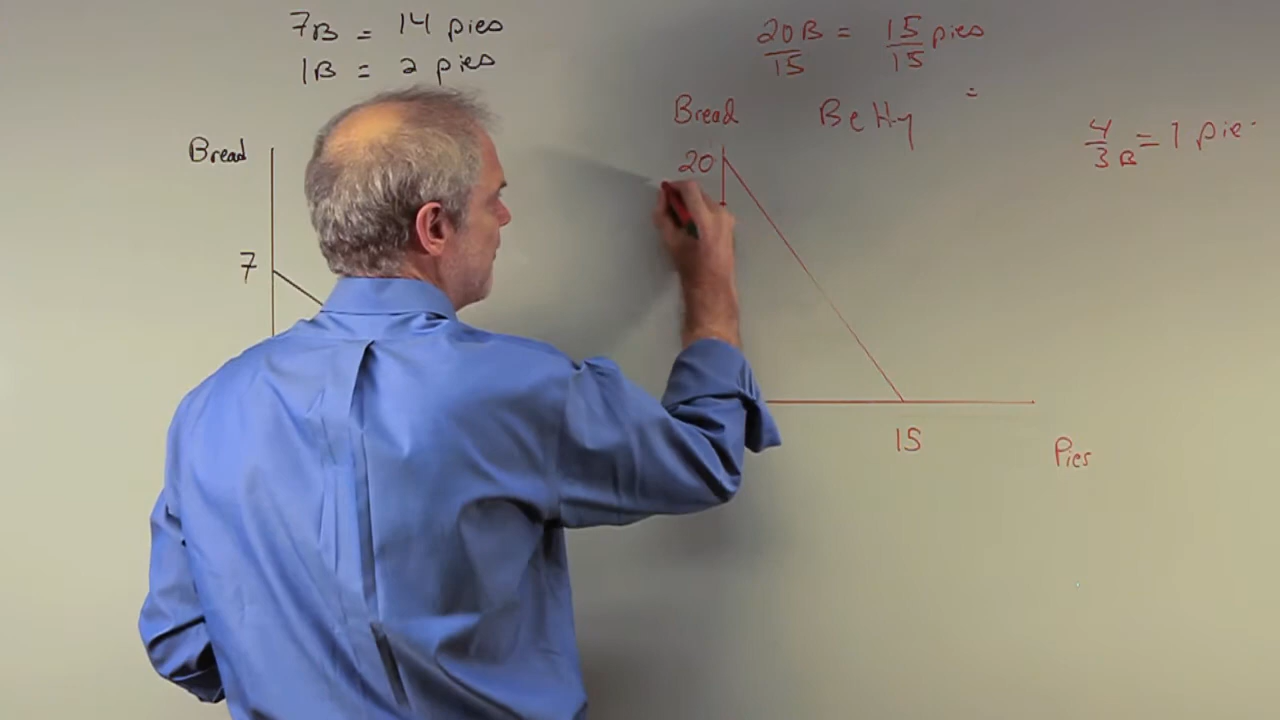 7B = 14 pies
1B = 2 pies
Bread
7
20B = 15 pies
15 15
Bread Betty =
20
4/3 B = 1 pie
15
Pies